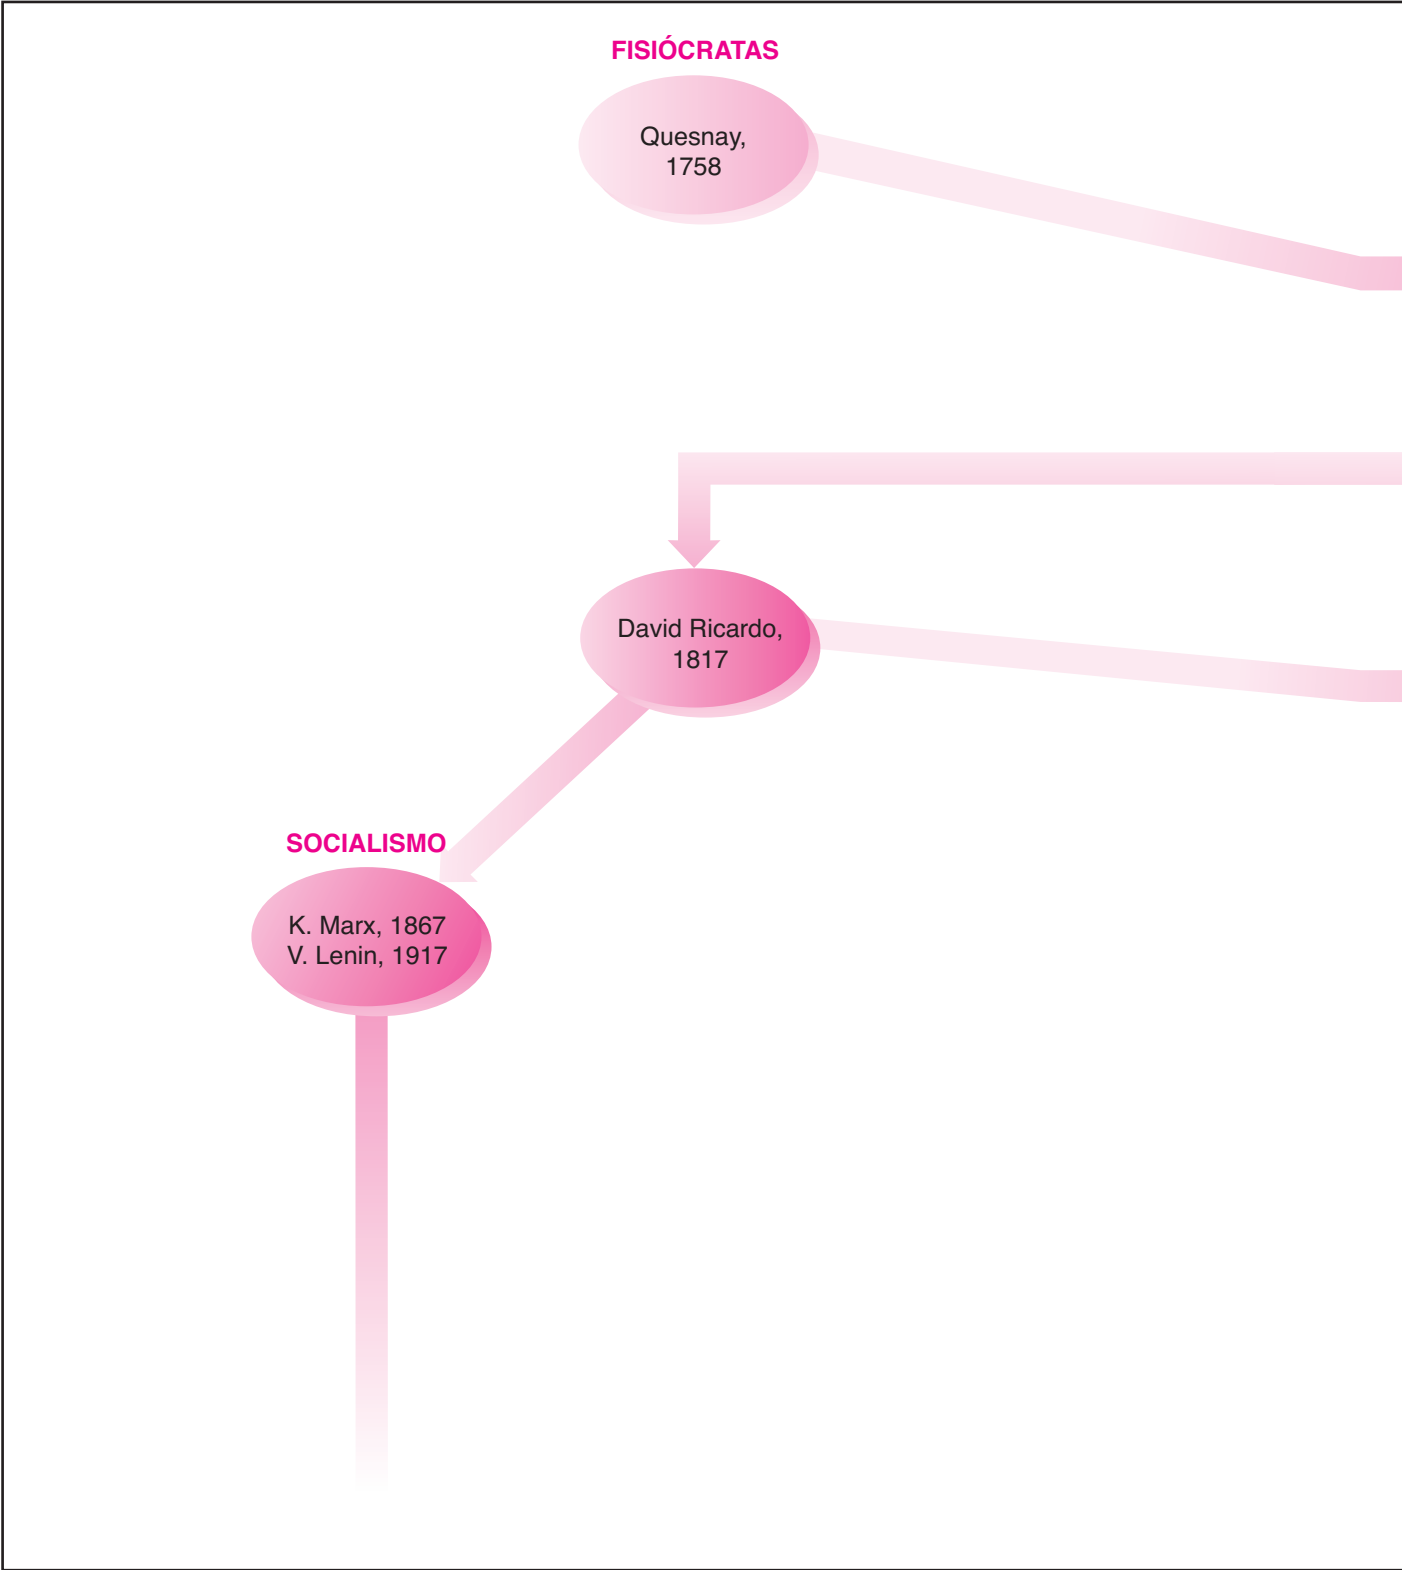 FISIÓCRATAS
Quesnay,
1758
David Ricardo,
1817
SOCIALISMO
K. Marx, 1867
V. Lenin, 1917